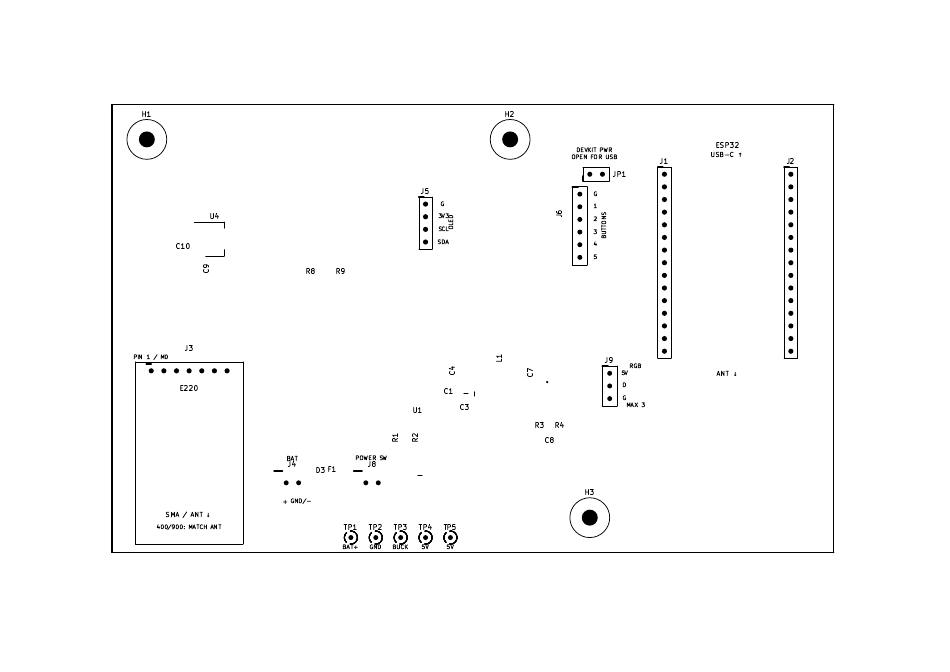 H1
H2
DEVKIT PWR
OPEN FOR USB
ESP32
USB-C ↑
J1
J2
JP1
J5
G
3V3
SCL
SDA
OLED
J6
G
1
2
3
4
5
BUTTONS
U4
C10
C9
R8
R9
J3
PIN 1 / M0
E220
SMA / ANT ↓
400/900: MATCH ANT
L1
C4
C7
C1
C3
U1
R1
R2
J9
RGB
5V
D
G
MAX 3
ANT ↓
R3
R4
C8
BAT
J4
D3
F1
+ GND/-
POWER SW
J8
H3
TP1
TP2
TP3
TP4
TP5
BAT+
GND
BUCK
5V
5V